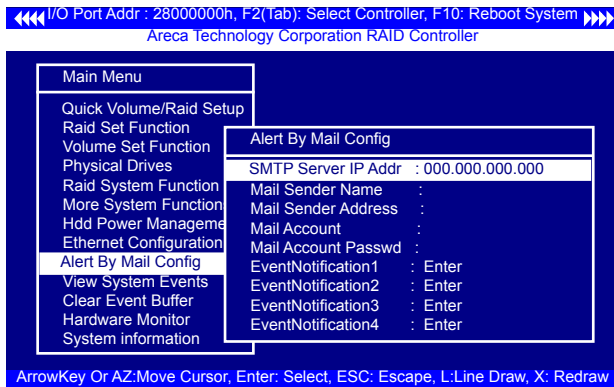 I/O Port Addr : 28000000h, F2(Tab): Select Controller, F10: Reboot System
Areca Technology Corporation RAID Controller
Main Menu
Quick Volume/Raid Setup
Raid Set Function
Volume Set Function
Physical Drives
Raid System Function
More System Function
Hdd Power Manageme
Ethernet Configuration
Alert By Mail Config
View System Events
Clear Event Buffer
Hardware Monitor
System information
Alert By Mail Config
SMTP Server IP Addr : 000.000.000.000
Mail Sender Name :
Mail Sender Address :
Mail Account :
Mail Account Passwd :
EventNotification1 : Enter
EventNotification2 : Enter
EventNotification3 : Enter
EventNotification4 : Enter
ArrowKey Or AZ:Move Cursor, Enter: Select, ESC: Escape, L:Line Draw, X: Redraw